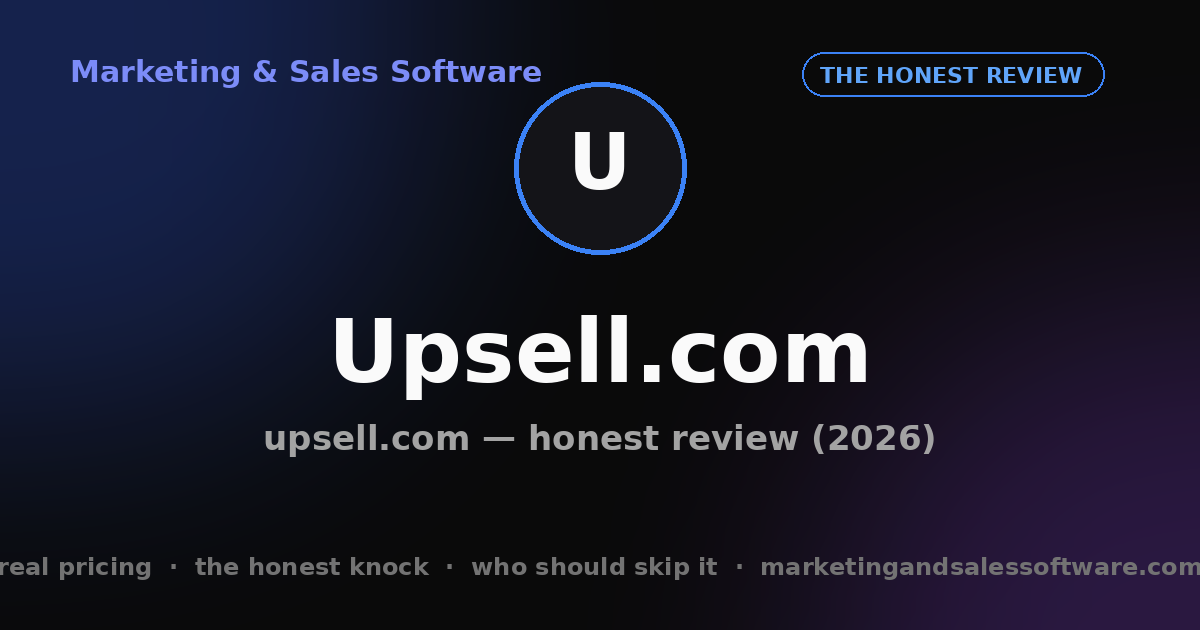 Marketing & Sales Software
THE HONEST REVIEW
U
Upsell.com
upsell.com — honest review (2026)
real pricing · the honest knock · who should skip it · marketingandsalessoftware.com